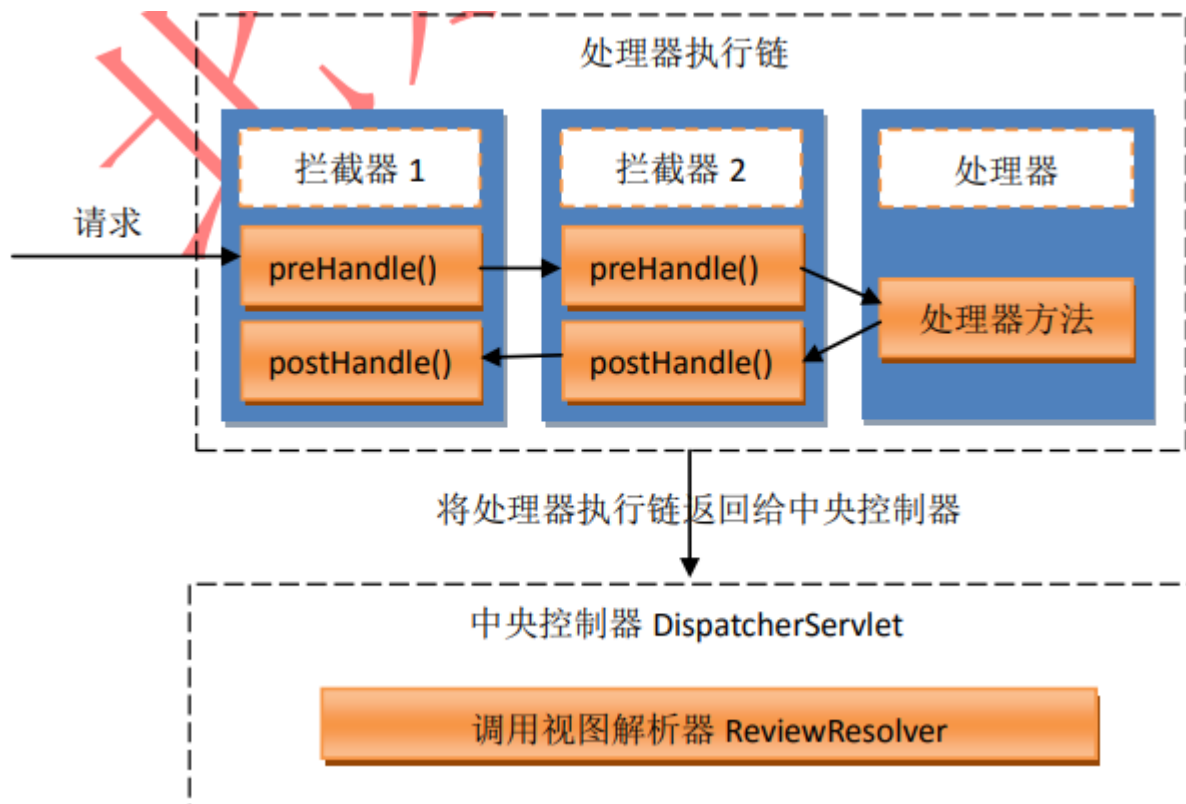 处理器执行链
拦截器 1
拦截器 2
处理器
请求
preHandle()
preHandle()
处理器方法
postHandle()
postHandle()
将处理器执行链返回给中央控制器
中央控制器 DispatcherServlet
调用视图解析器 ReviewResolver